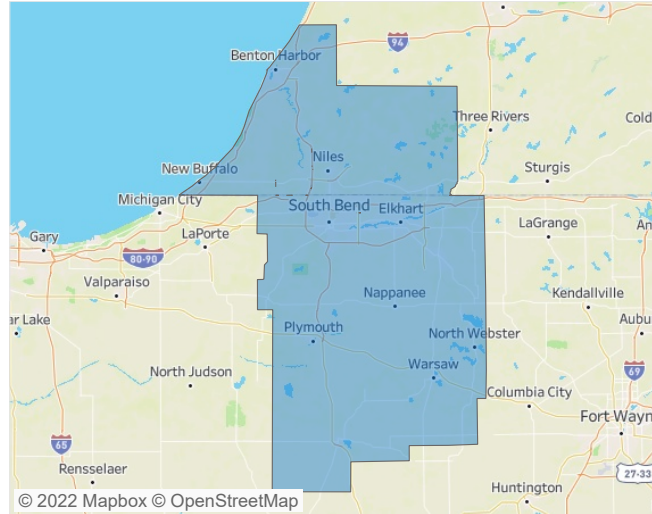 94
Benton Harbor
Three Rivers
Cold
Niles
Sturgis
New Buffalo
Michigan City
South Bend
Elkhart
LaGrange
Gary
LaPorte
An
80-90
Valparaiso
Nappanee
Kendallville
ar Lake
Plymouth
North Webster
Aubu
North Judson
Warsaw
69
Columbia City
Fort Wayn
65
Rensselaer
27-33
Huntington
© 2022 Mapbox © OpenStreetMap